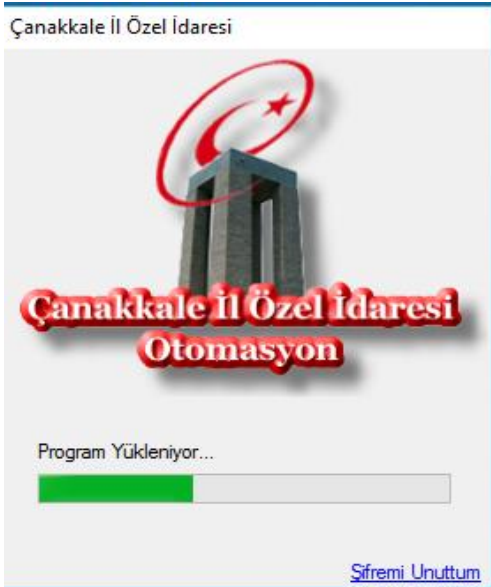 Çanakkale İl Özel İdaresi
Çanakkale İl Özel İdaresi
Otomasyon
Program Yükleniyor...
Şifremi Unuttum